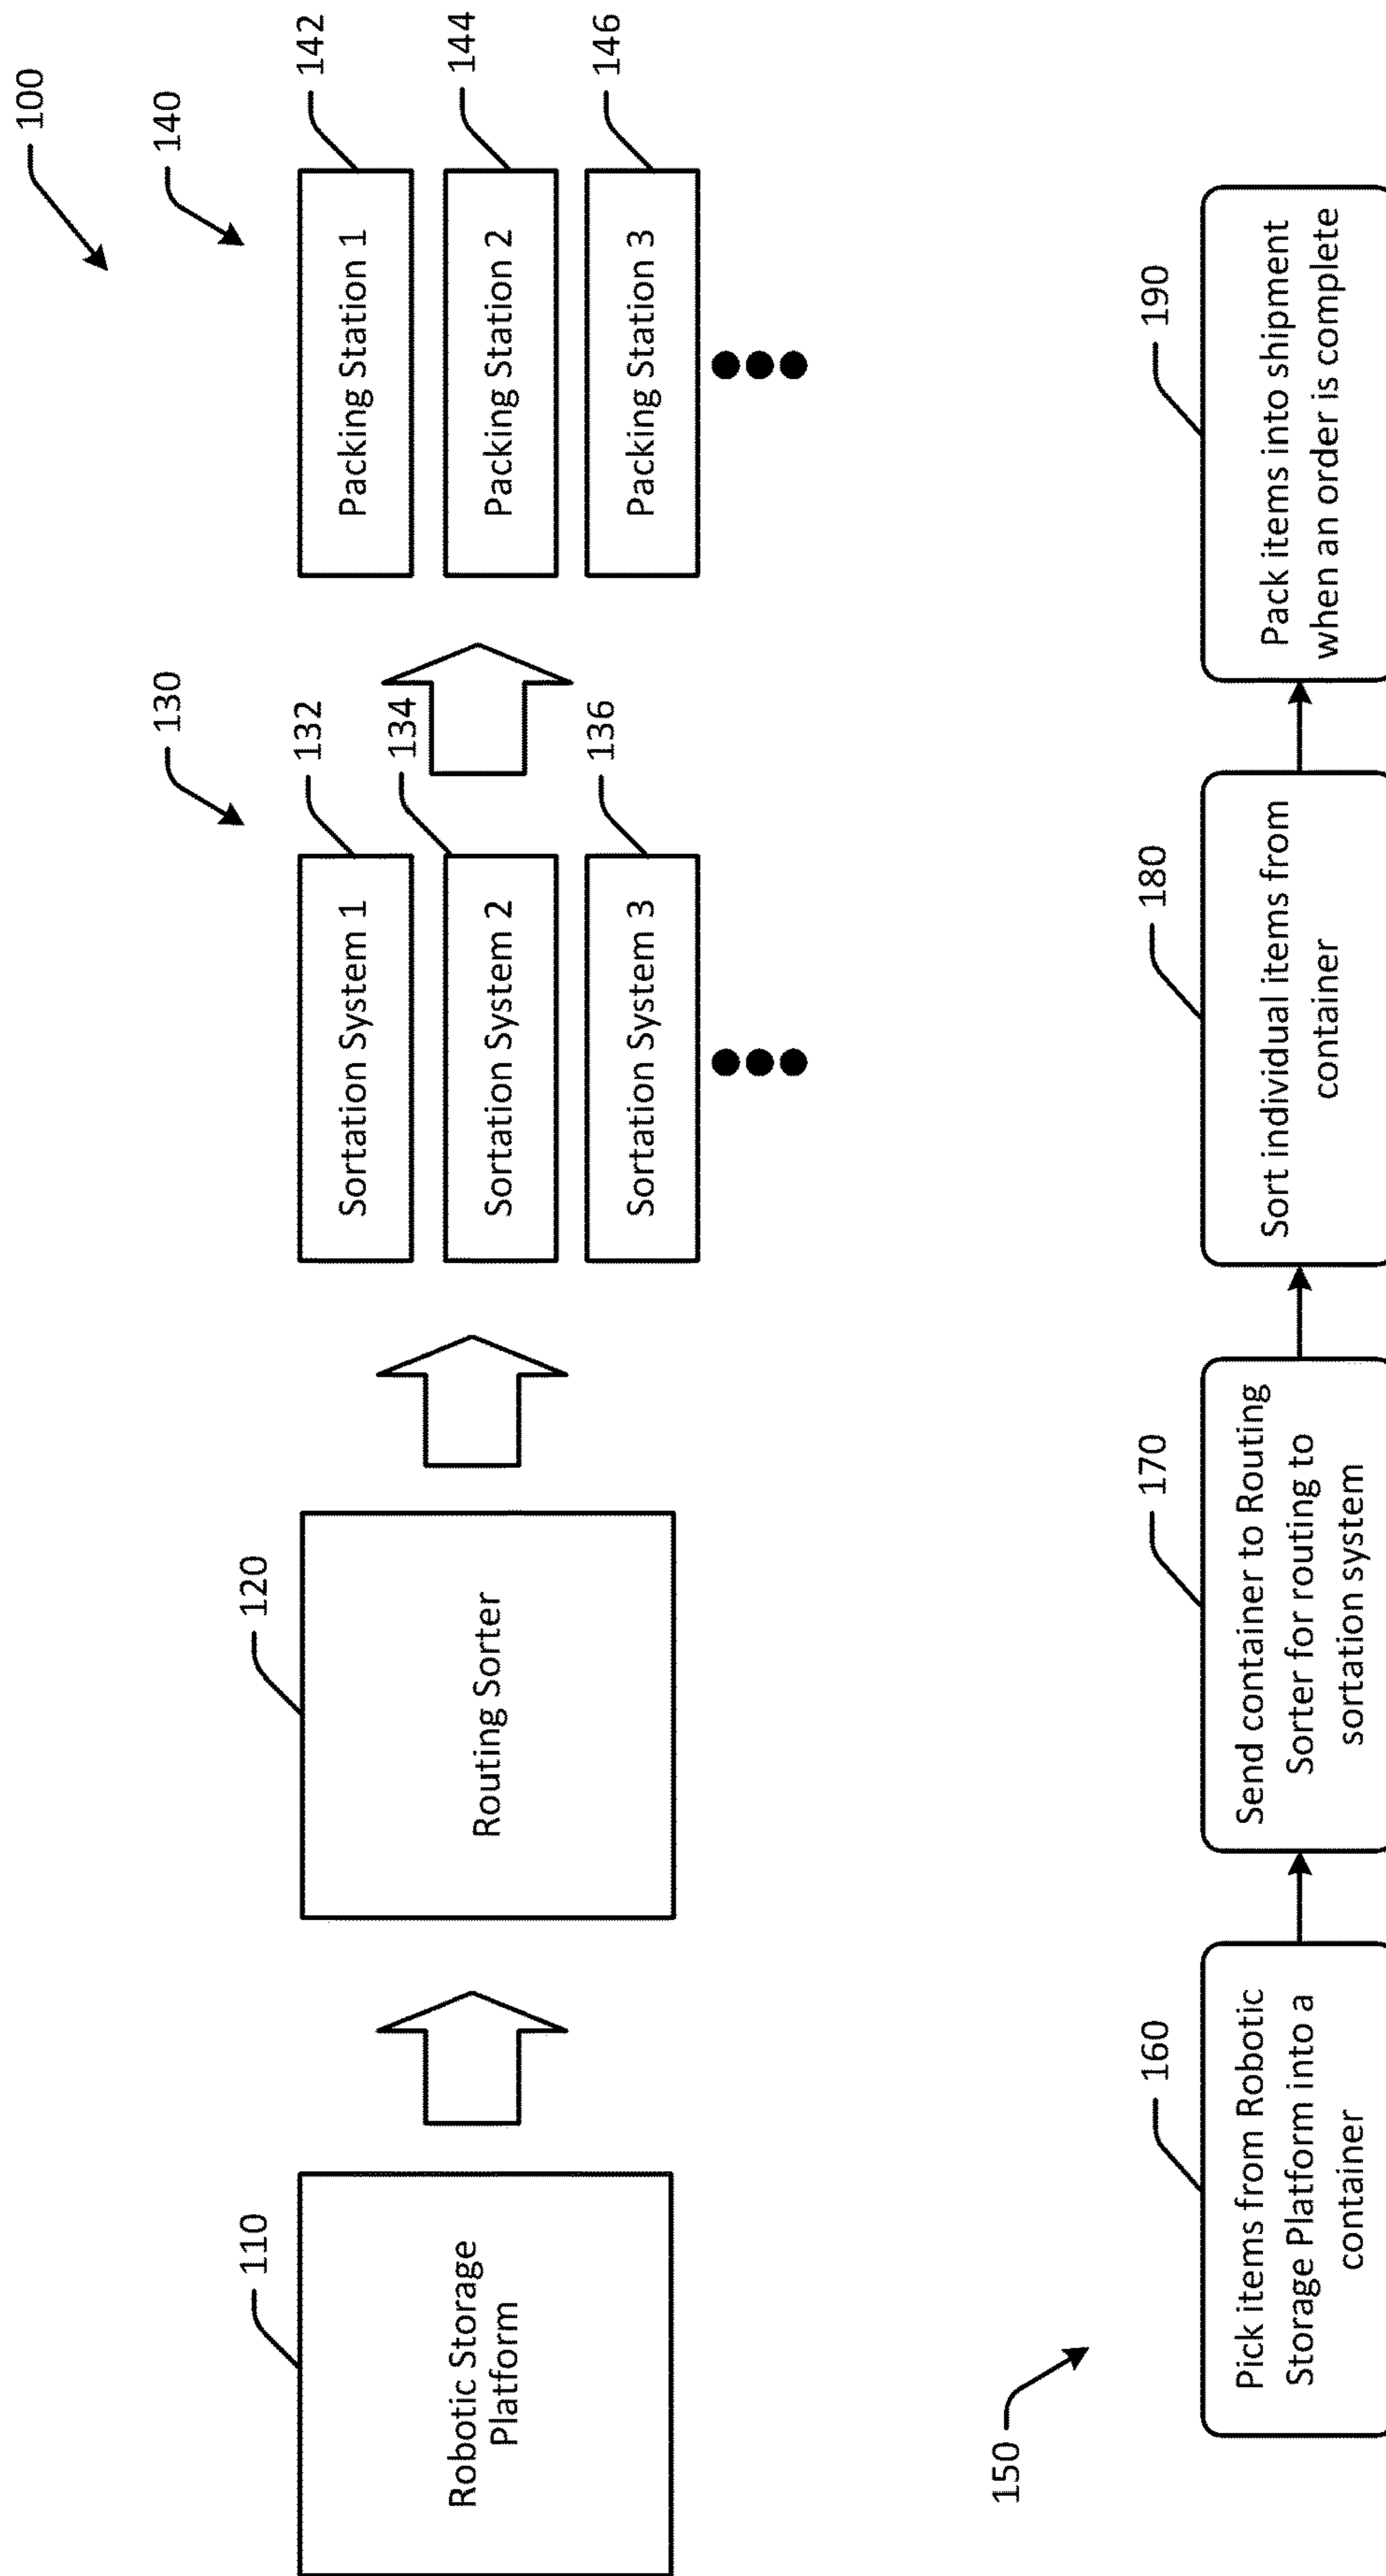 100
110
Robotic Storage
Platform
120
Routing Sorter
130
132
Sortation System 1
134
Sortation System 2
136
Sortation System 3
140
142
Packing Station 1
144
Packing Station 2
146
Packing Station 3
150
160
Pick items from Robotic
Storage Platform into a
container
170
Send container to Routing
Sorter for routing to
sortation system
180
Sort individual items from
container
190
Pack items into shipment
when an order is complete